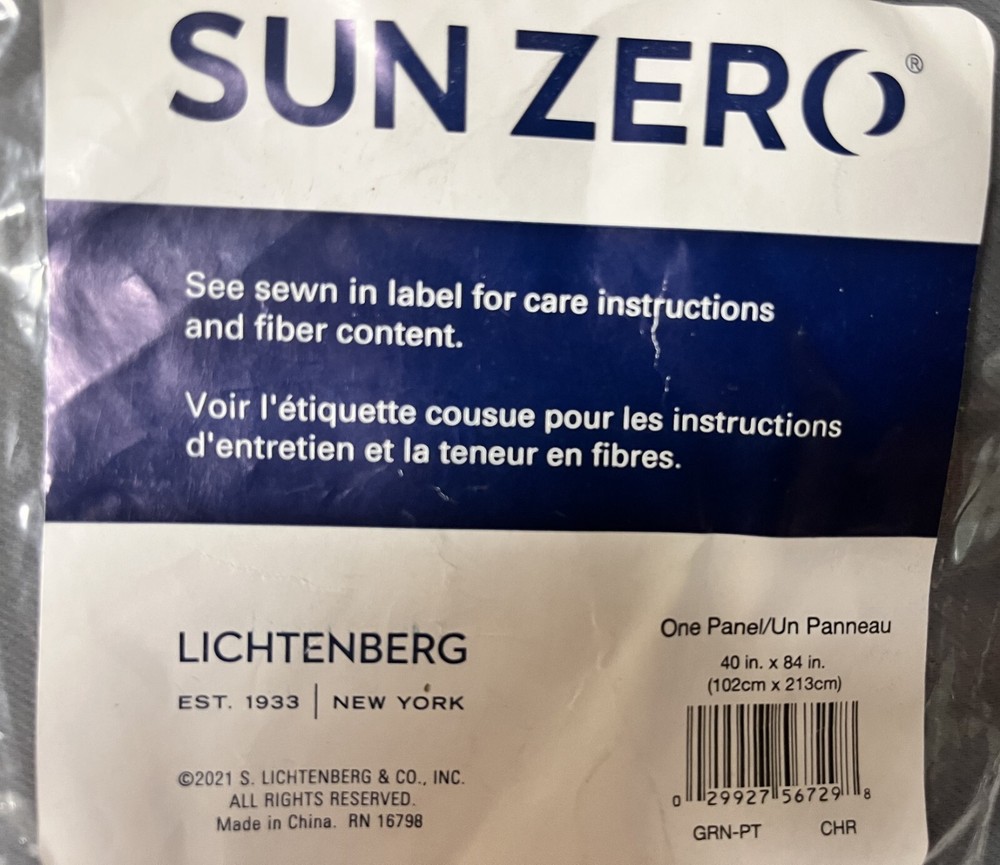 SUN ZERO®
See sewn in label for care instructions
and fiber content.
Voir l'étiquette cousue pour les instructions
d'entretien et la teneur en fibres.
LICHTENBERG
EST. 1933 | NEW YORK
©2021 S. LICHTENBERG & CO., INC.
ALL RIGHTS RESERVED.
Made in China. RN 16798
One Panel/Un Panneau
40 in. x 84 in.
(102cm x 213cm)
0 29927 56729 8
GRN-PT CHR